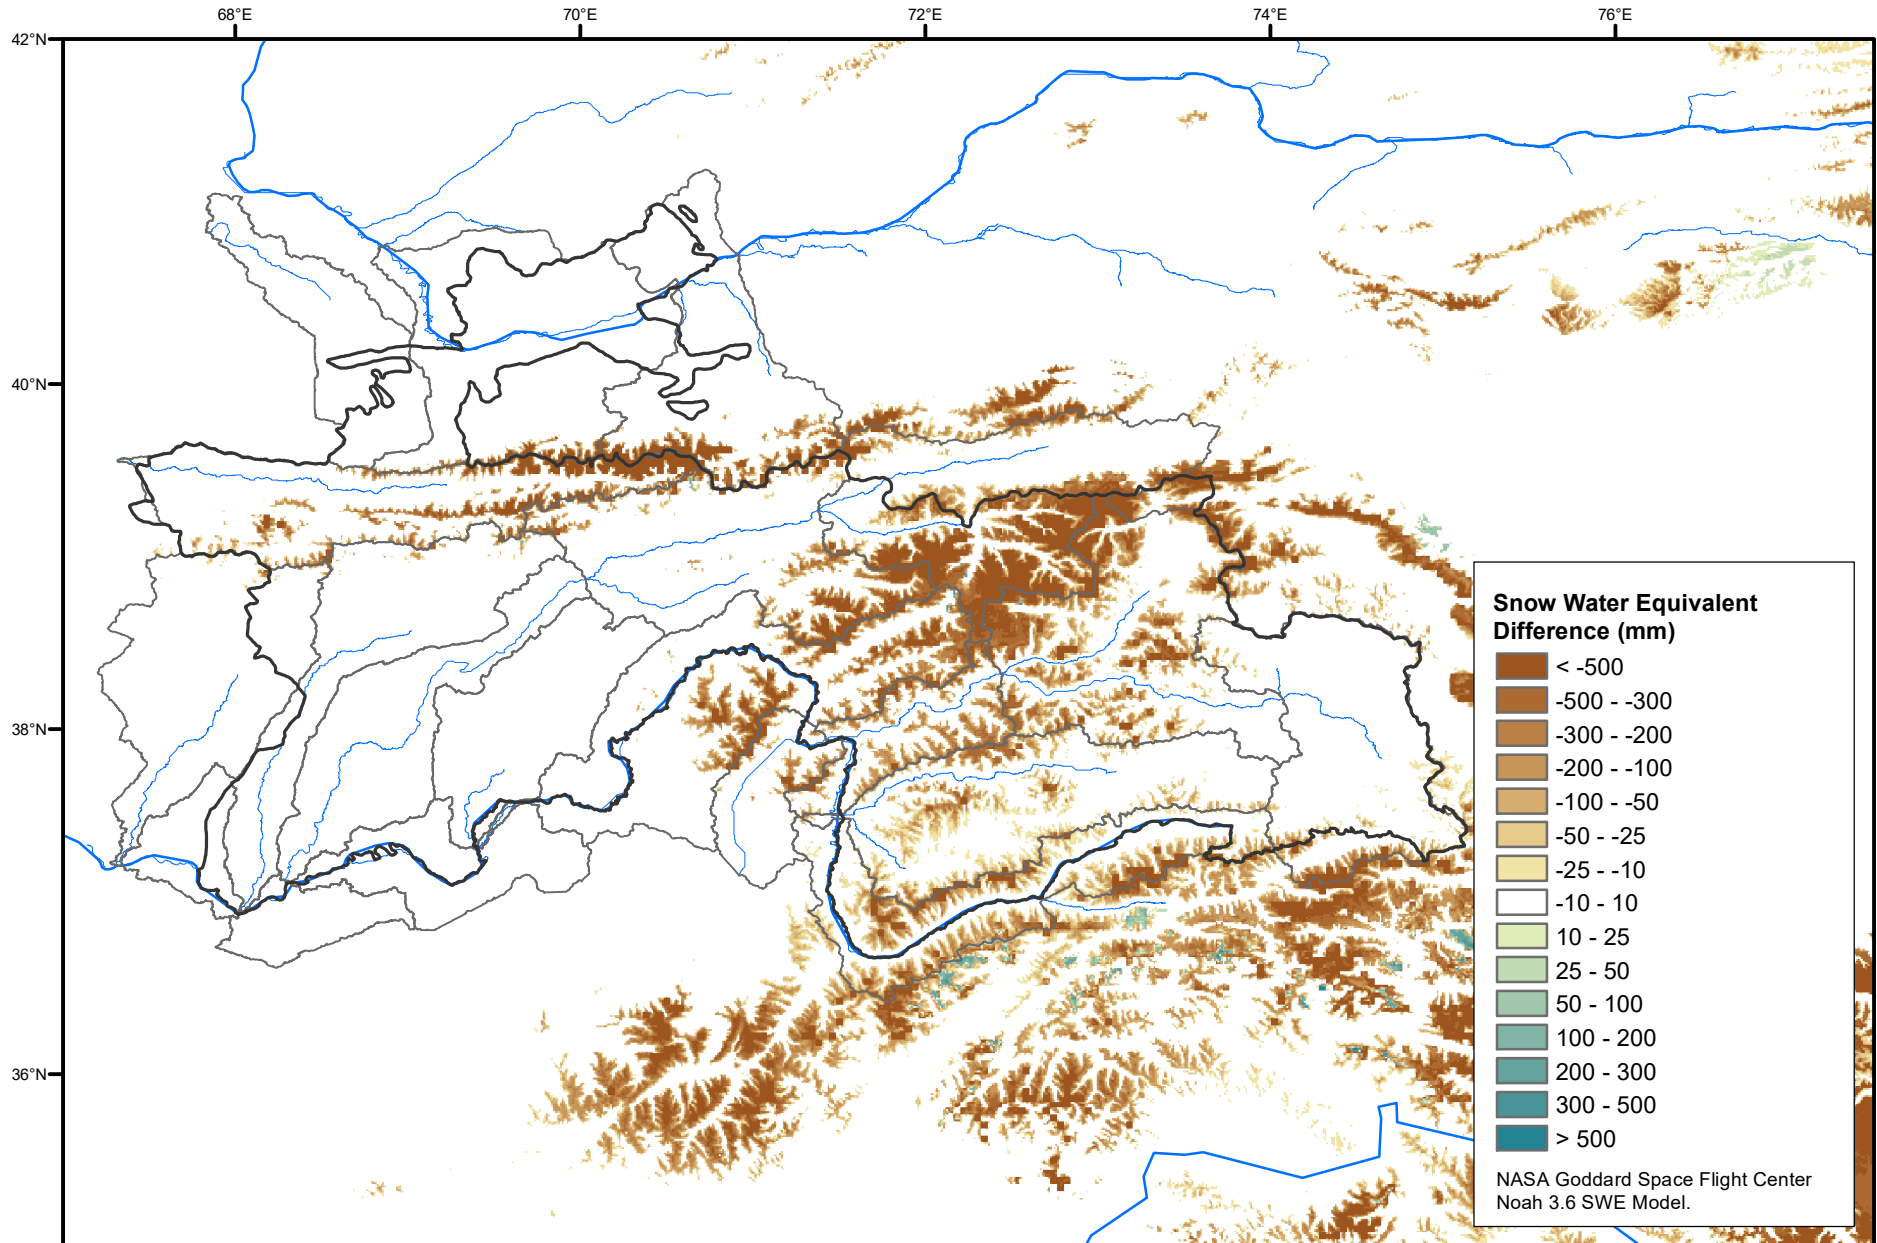 68°E
70°E
72°E
74°E
76°E
42°N
40°N
38°N
36°N
Snow Water Equivalent
Difference (mm)
< -500
-500 - -300
-300 - -200
-200 - -100
-100 - -50
-50 - -25
-25 - -10
-10 - 10
10 - 25
25 - 50
50 - 100
100 - 200
200 - 300
300 - 500
> 500
NASA Goddard Space Flight Center
Noah 3.6 SWE Model.